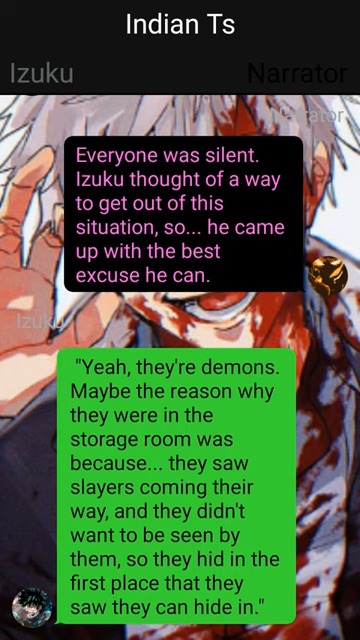 Indian Ts
Izuku
Narrator
Narrator
Everyone was silent.
Izuku thought of a way
to get out of this
situation, so... he came
up with the best
excuse he can.
Izuku
"Yeah, they're demons.
Maybe the reason why
they were in the
storage room was
because... they saw
slayers coming their
way, and they didn't
want to be seen by
them, so they hid in the
first place that they
saw they can hide in."